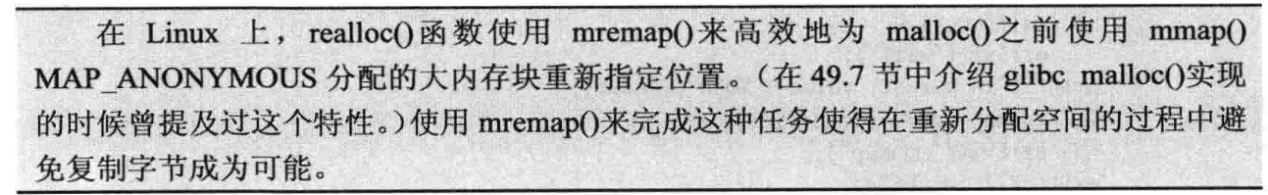 在 Linux 上，realloc()函数使用 mremap()来高效地为 malloc()之前使用 mmap()
MAP_ANONYMOUS 分配的大内存块重新指定位置。（在 49.7 节中介绍 glibc malloc()实现
的时候曾提及过这个特性。）使用 mremap()来完成这种任务使得在重新分配空间的过程中避
免复制字节成为可能。